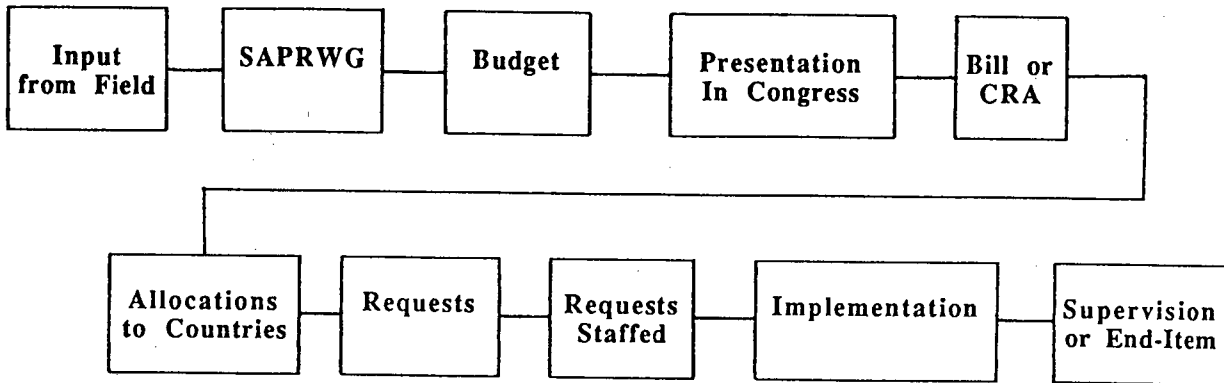 Input
from Field
SAPRWG
Budget
Presentation
In Congress
Bill or
CRA
Allocations
to Countries
Requests
Requests
Staffed
Implementation
Supervision
or End-Item